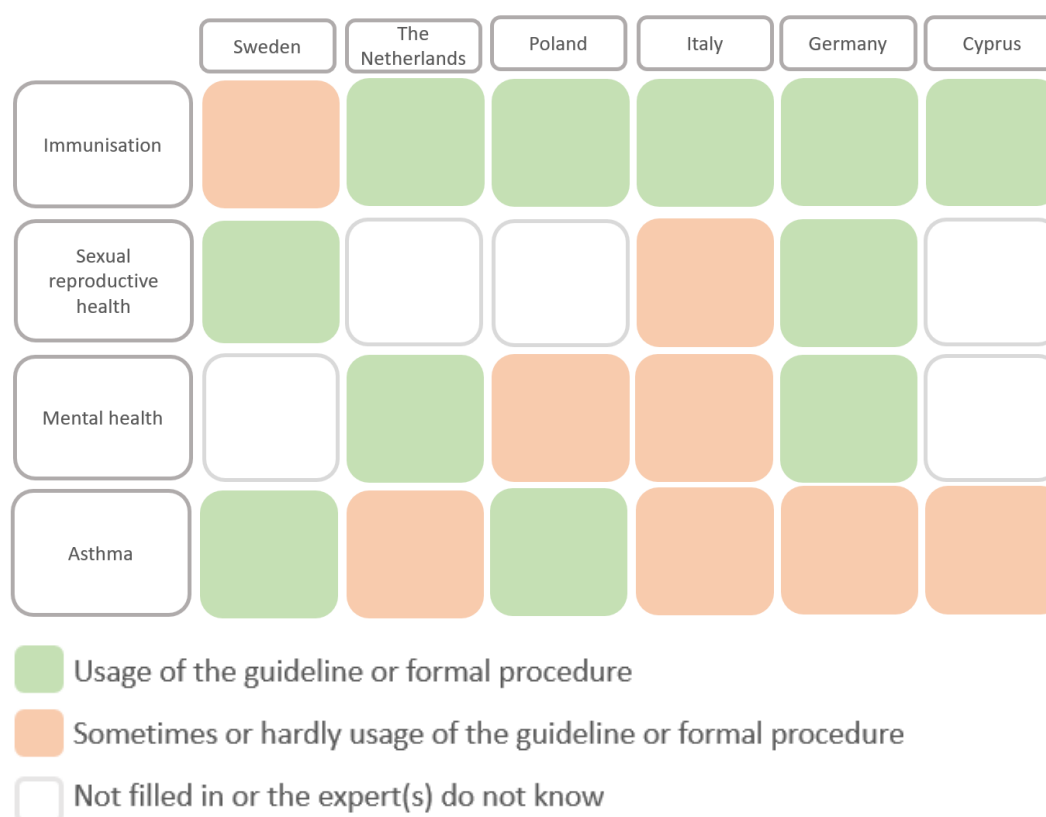 Sweden
The
Netherlands
Poland
Italy
Germany
Cyprus
Immunisation
Sexual
reproductive
health
Mental health
Asthma
Usage of the guideline or formal procedure
Sometimes or hardly usage of the guideline or formal procedure
Not filled in or the expert(s) do not know